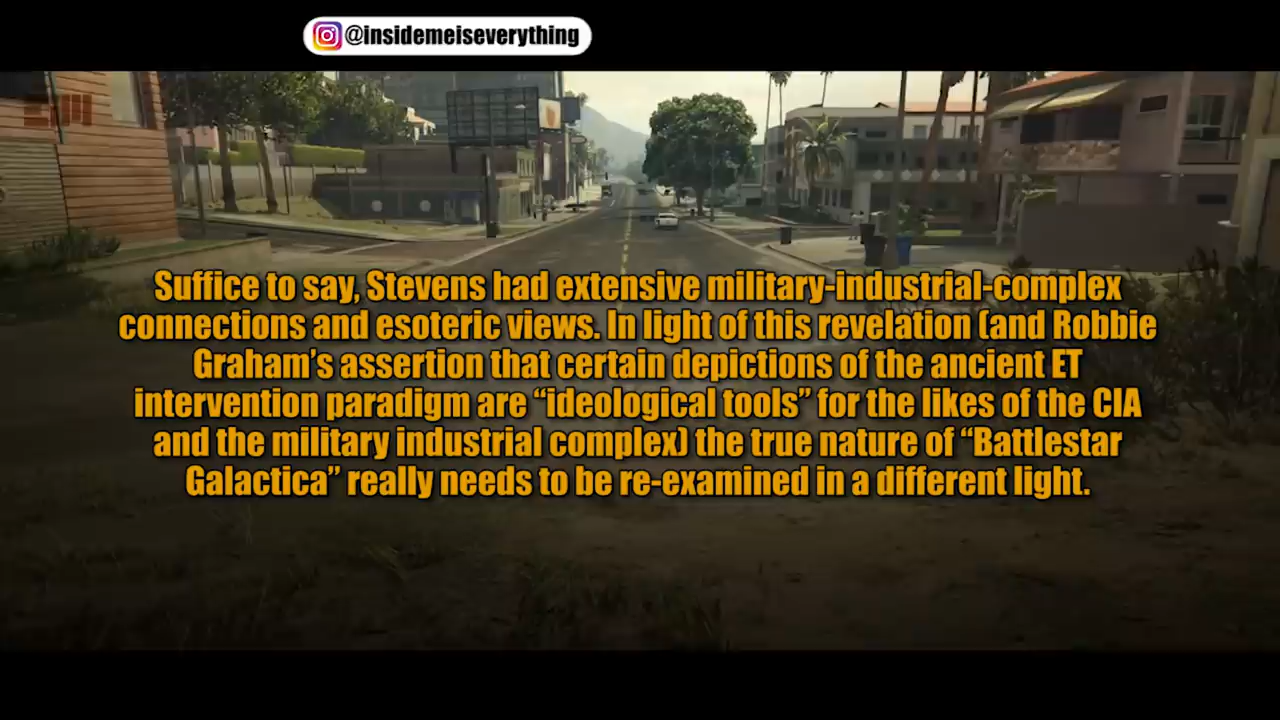 @insidemeiseverything
Suffice to say, Stevens had extensive military-industrial-complex
connections and esoteric views. In light of this revelation (and Robbie
Graham’s assertion that certain depictions of the ancient ET
intervention paradigm are “ideological tools” for the likes of the CIA
and the military industrial complex) the true nature of “Battlestar
Galactica” really needs to be re-examined in a different light.